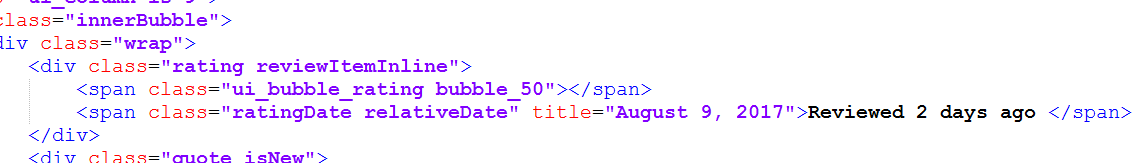 class="innerBubble">
div class="wrap">
<div class="rating reviewItemInline">
<span class="ui_bubble_rating bubble_50"></span>
<span class="ratingDate relativeDate" title="August 9, 2017">Reviewed 2 days ago </span>
</div>
<div class="quote isNew">